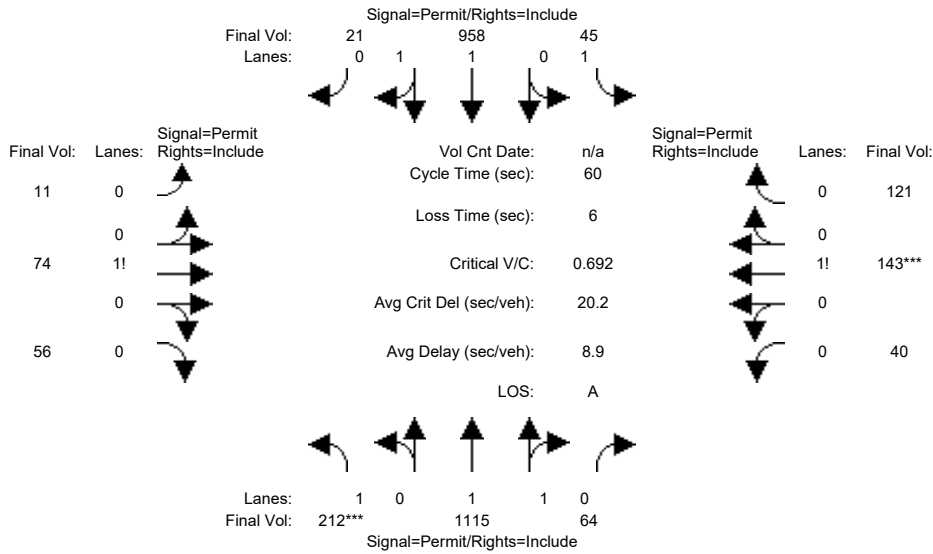 Signal=Permit/Rights=Include
Final Vol: 21 958 45
Lanes: 0 1 1 0 1
Signal=Permit
Final Vol: Lanes: Rights=Include
Vol Cnt Date: n/a
Cycle Time (sec): 60
Loss Time (sec): 6
Critical V/C: 0.692
Avg Crit Del (sec/veh): 20.2
Avg Delay (sec/veh): 8.9
LOS: A
11 0
0
74 1!
0
56 0
Signal=Permit
Rights=Include Lanes: Final Vol:
0 121
0
1! 143***
0
0 40
Lanes: 1 0 1 1 0
Final Vol: 212*** 1115 64
Signal=Permit/Rights=Include